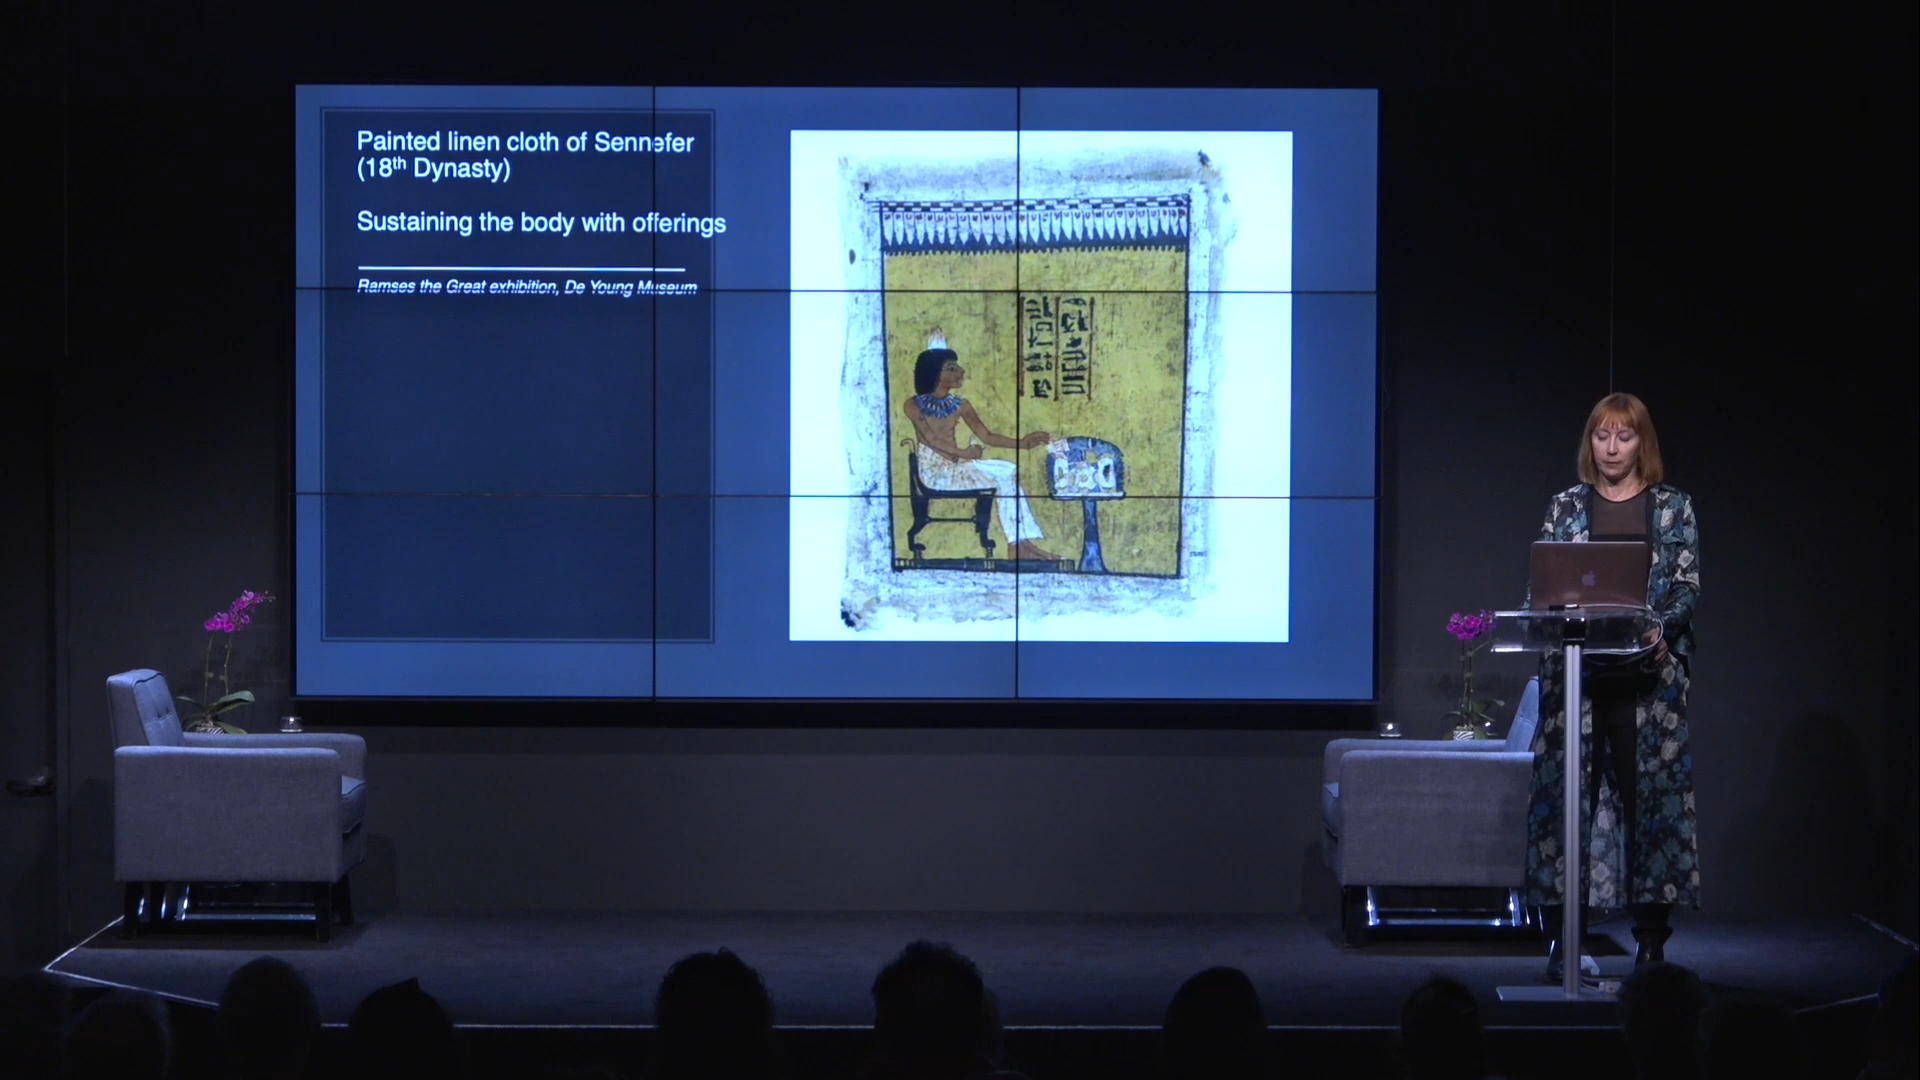 Painted linen cloth of Sennefer
(18th Dynasty)
Sustaining the body with offerings
Ramses the Great exhibition, De Young Museum